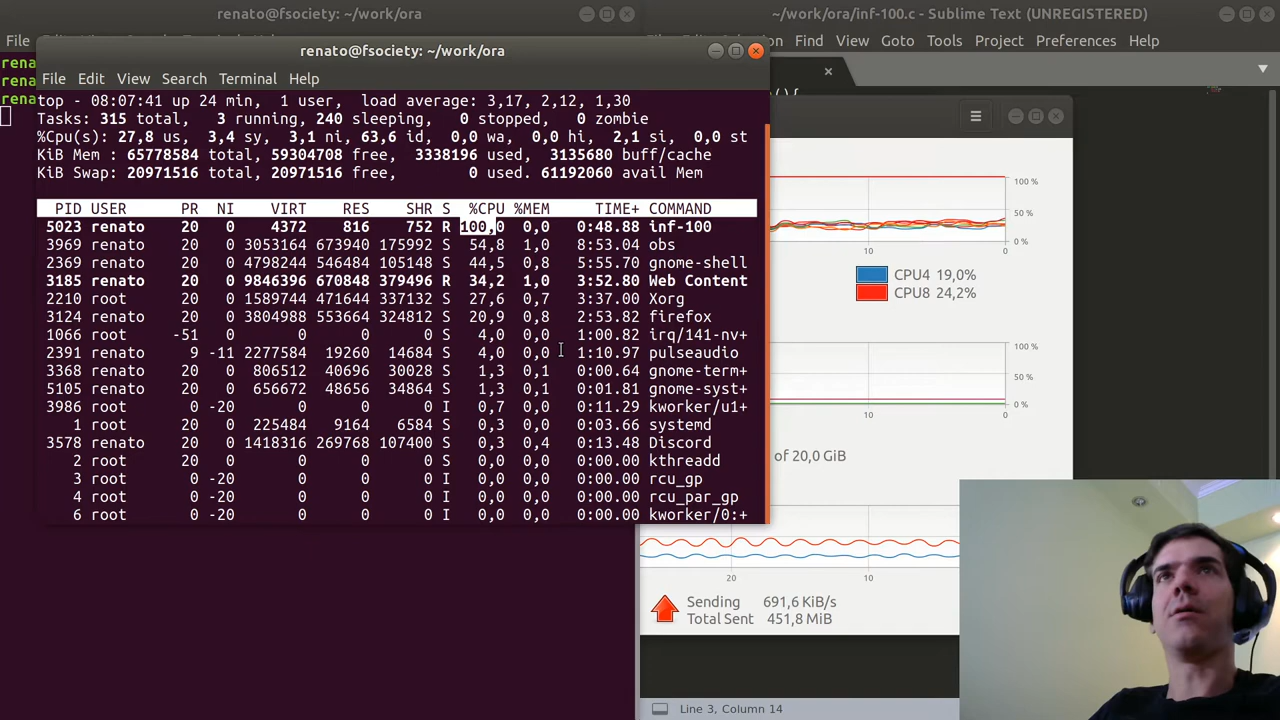 renato@fsociety: ~/work/ora
~/work/ora/inf-100.c - Sublime Text (UNREGISTERED)
File
Find View Goto Tools Project Preferences Help
rena
rena
rena
renato@fsociety: ~/work/ora
File Edit View Search Terminal Help
top - 08:07:41 up 24 min, 1 user, load average: 3,17, 2,12, 1,30
Tasks: 315 total, 3 running, 240 sleeping, 0 stopped, 0 zombie
%Cpu(s): 27,8 us, 3,4 sy, 3,1 ni, 63,6 id, 0,0 wa, 0,0 hi, 2,1 si, 0,0 st
KiB Mem : 65778584 total, 59304708 free, 3338196 used, 3135680 buff/cache
KiB Swap: 20971516 total, 20971516 free, 0 used. 61192060 avail Mem
PID USER PR NI VIRT RES SHR S %CPU %MEM TIME+ COMMAND
5023 renato 20 0 4372 816 752 R 100,0 0,0 0:48.88 inf-100
3969 renato 20 0 3053164 673940 175992 S 54,8 1,0 8:53.04 obs
2369 renato 20 0 4798244 546484 105148 S 44,5 0,8 5:55.70 gnome-shell
3185 renato 20 0 9846396 670848 379496 R 34,2 1,0 3:52.80 Web Content
2210 root 20 0 1589744 471644 337132 S 27,6 0,7 3:37.00 Xorg
3124 renato 20 0 3804988 553664 324812 S 20,9 0,8 2:53.82 firefox
1066 root -51 0 0 0 0 S 4,0 0,0 1:00.82 irq/141-nv+
2391 renato 9 -11 2277584 19260 14684 S 4,0 0,0 1:10.97 pulseaudio
3368 renato 20 0 806512 40696 30028 S 1,3 0,1 0:00.64 gnome-term+
5105 renato 20 0 656672 48656 34864 S 1,3 0,1 0:01.81 gnome-syst+
3986 root 0 -20 0 0 0 I 0,7 0,0 0:11.29 kworker/u1+
1 root 20 0 225484 9164 6584 S 0,3 0,0 0:03.66 systemd
3578 renato 20 0 1418316 269768 107400 S 0,3 0,4 0:13.48 Discord
2 root 20 0 0 0 0 S 0,0 0,0 0:00.00 kthreadd
3 root 0 -20 0 0 0 I 0,0 0,0 0:00.00 rcu_gp
4 root 0 -20 0 0 0 I 0,0 0,0 0:00.00 rcu_par_gp
6 root 0 -20 0 0 0 I 0,0 0,0 0:00.00 kworker/0:+
(){
100 %
50 %
0 %
10 0
CPU4 19,0%
CPU8 24,2%
100 %
50 %
0 %
10 0
of 20,0 GiB
20 10
Sending 691,6 KiB/s
Total Sent 451,8 MiB
Line 3, Column 14